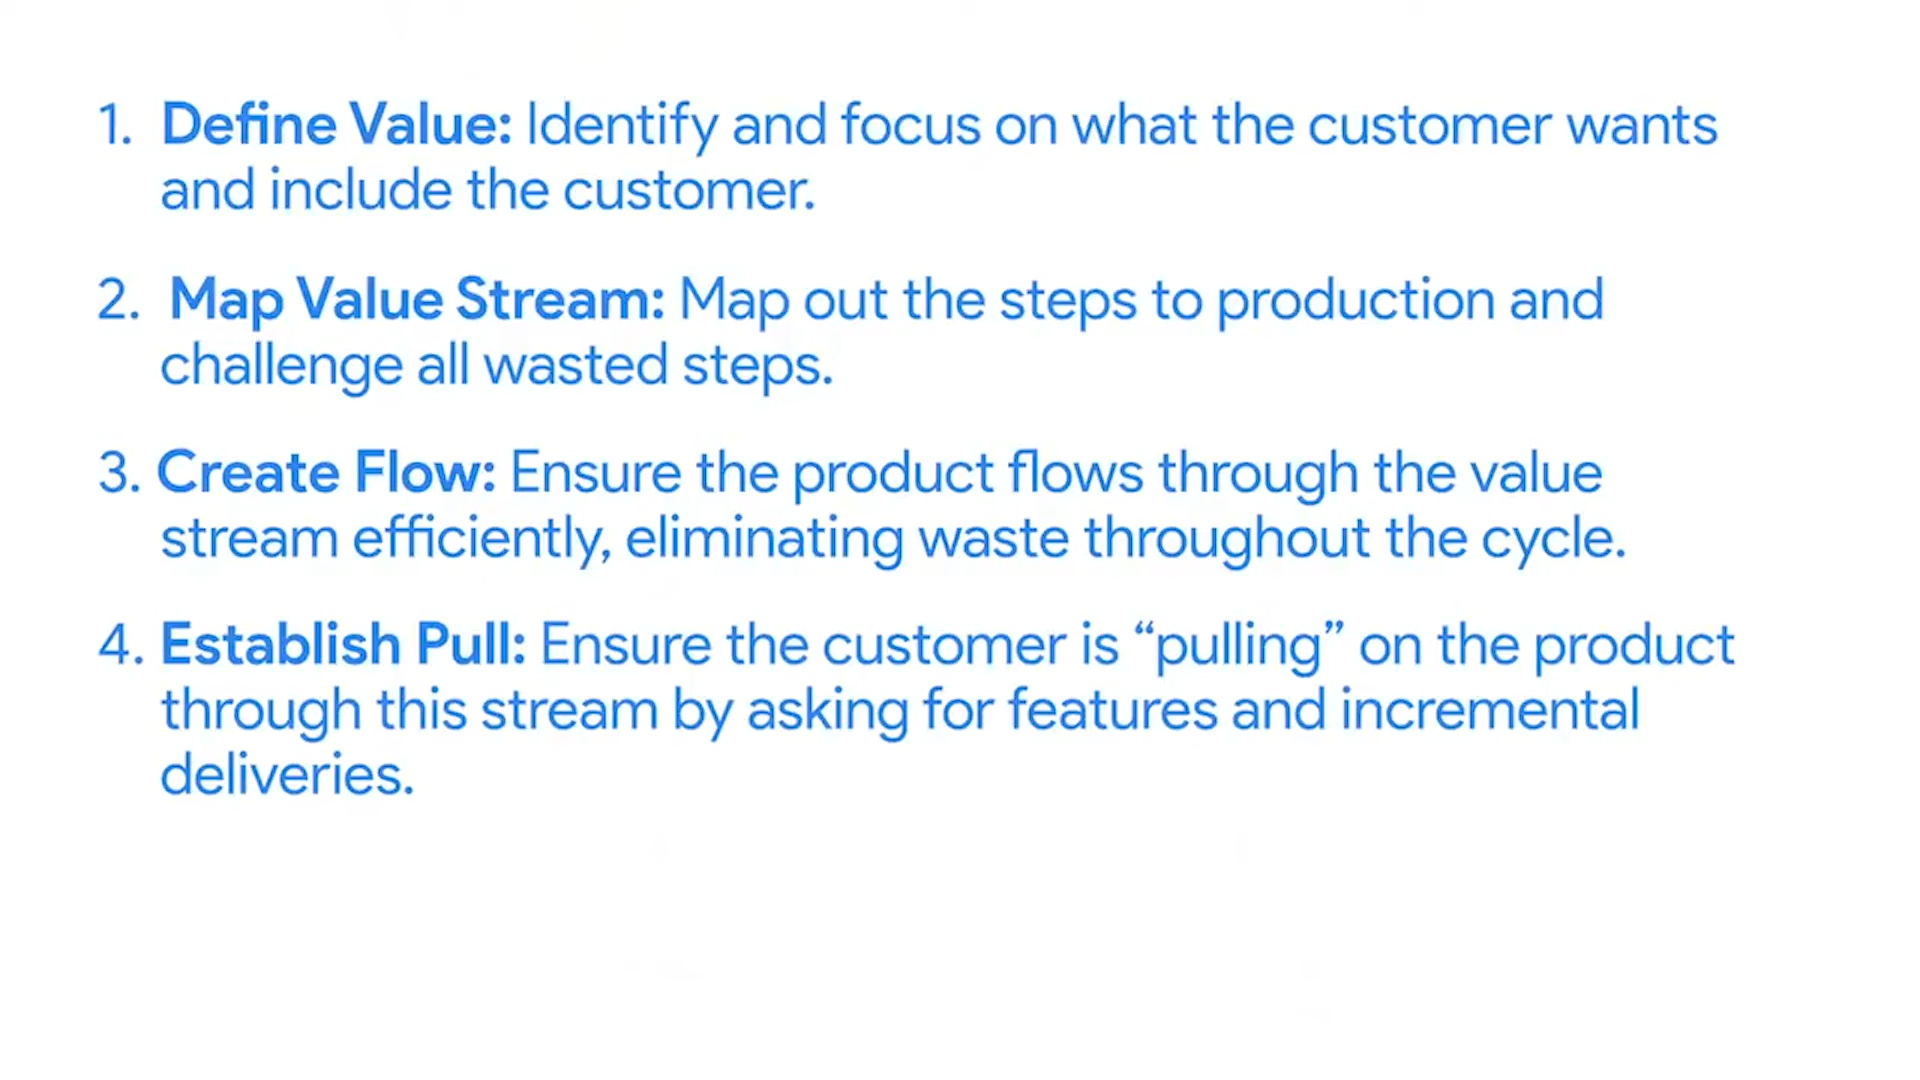 1. Define Value: Identify and focus on what the customer wants
and include the customer.
2. Map Value Stream: Map out the steps to production and
challenge all wasted steps.
3. Create Flow: Ensure the product flows through the value
stream efficiently, eliminating waste throughout the cycle.
4. Establish Pull: Ensure the customer is “pulling” on the product
through this stream by asking for features and incremental
deliveries.